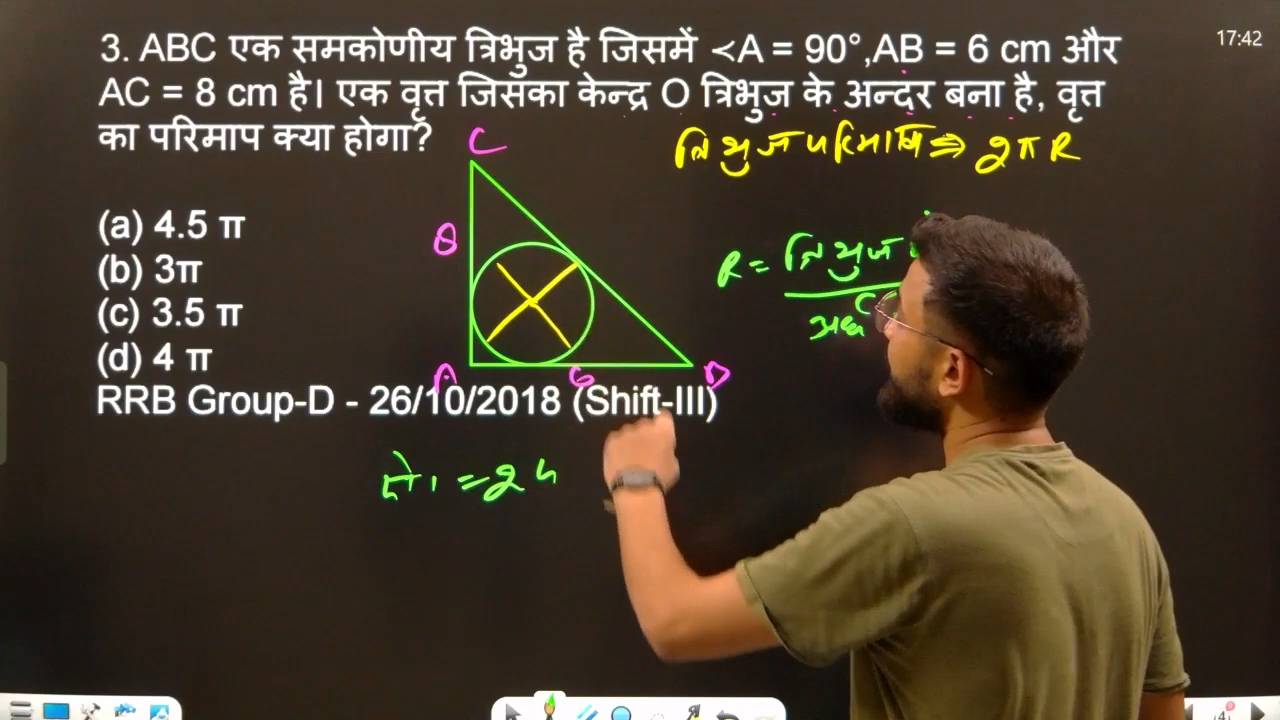 17:42
3. ABC एक समकोणीय त्रिभुज है जिसमें ∢A = 90°,AB = 6 cm और
AC = 8 cm है। एक वृत्त जिसका केन्द्र O त्रिभुज के अन्दर बना है, वृत्त
का परिमाप क्या होगा?
C
⇒ 2πR
(a) 4.5 π
8
R = त्रिभुज
(b) 3π
(c) 3.5 π
(d) 4 π
A 6
RRB Group-D - 26/10/2018 (Shift-III)
= 24